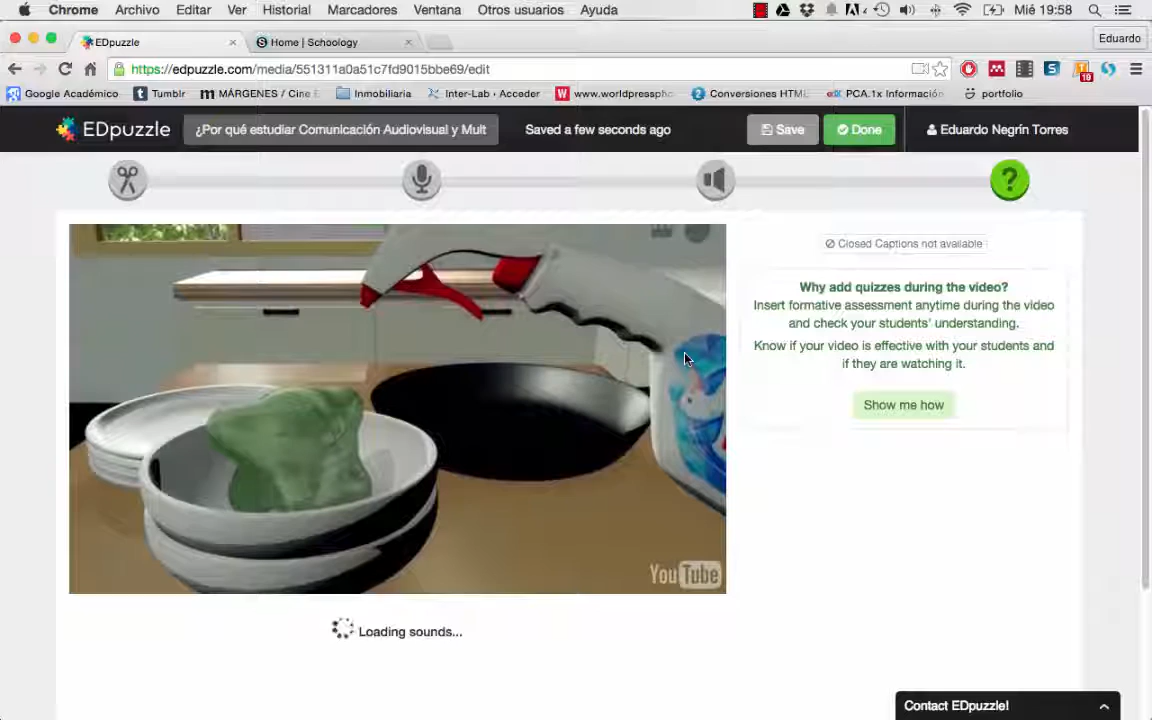 Chrome Archivo Editar Ver Historial Marcadores Ventana Otros usuarios Ayuda Mié 19:58
EDpuzzle Home | Schoology Eduardo
https://edpuzzle.com/media/551311a0a51c7fd9015bbe69/edit
Google Académico Tumblr MÁRGENES / Cine Inmobiliaria Inter-Lab › Acceder www.worldpresspho Conversiones HTML PCA.1x Información portfolio
EDpuzzle ¿Por qué estudiar Comunicación Audiovisual y Mult Saved a few seconds ago Save Done Eduardo Negrín Torres
Closed Captions not available
Why add quizzes during the video?
Insert formative assessment anytime during the video
and check your students' understanding.
Know if your video is effective with your students and
if they are watching it.
Show me how
YouTube
Loading sounds...
Contact EDpuzzle!